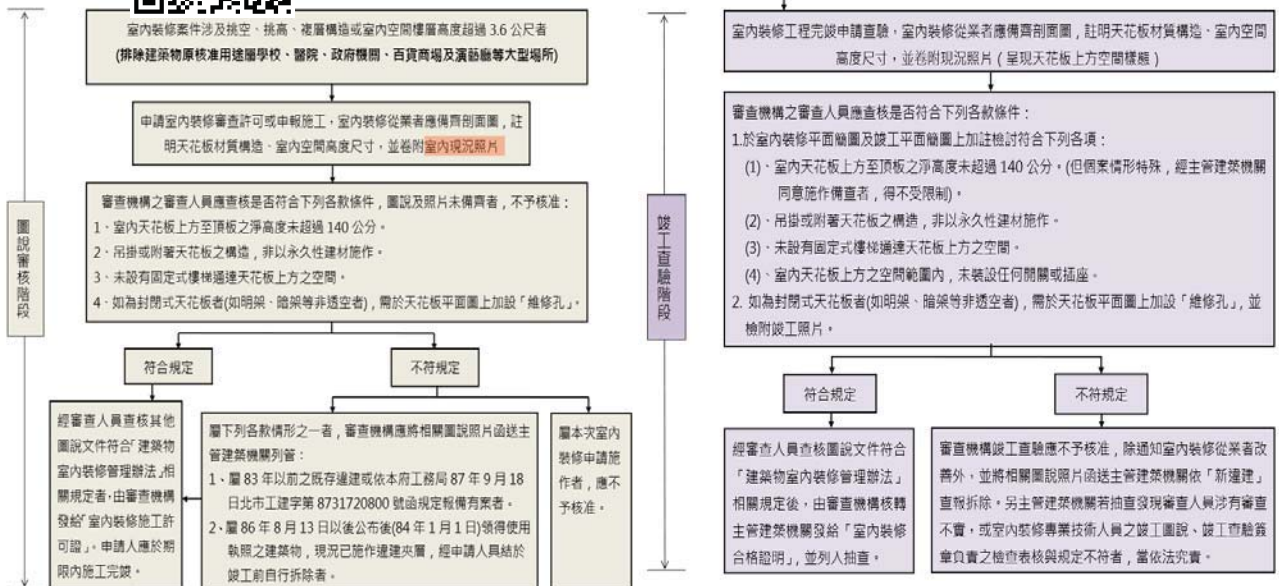 室內裝修案件涉及挑空、挑高、複層構造或室內空間樓層高度超過 3.6 公尺者
(排除建築物原核准用途屬學校、醫院、政府機關、百貨商場及演藝廳等大型場所)
申請室內裝修審查許可或申報施工，室內裝修從業者應備齊剖面圖，註
明天花板材質構造、室內空間高度尺寸，並卷附室內現況照片
圖說審核階段
審查機構之審查人員應查核是否符合下列各款條件，圖說及照片未備齊者，不予核准：
1、室內天花板上方至頂板之淨高度未超過 140 公分。
2、吊掛或附著天花板之構造，非以永久性建材施作。
3、未設有固定式樓梯通達天花板上方之空間。
4、如為封閉式天花板者(如明架、暗架等非透空者)，需於天花板平面圖上加設「維修孔」。
符合規定
不符規定
經審查人員查核其他
圖說文件符合「建築物
室內裝修管理辦法」相
關規定者，由審查機構
發給「室內裝修施工許
可證」。申請人應於期
限內施工完竣。
屬下列各款情形之一者，審查機構應將相關圖說照片函送主
管建築機關列管：
1、屬 83 年以前之既存違建或依本府工務局 87 年 9 月 18
日北市工建字第 8731720800 號函規定報備有案者。
2、屬 86 年 8 月 13 日以後公布後(84 年 1 月 1 日)領得使用
執照之建築物，現況已施作違建夾層，經申請人具結於
竣工前自行拆除者。
屬本次室內
裝修申請施
作者，應不
予核准。
室內裝修工程完竣申請查驗，室內裝修從業者應備齊剖面圖，註明天花板材質構造、室內空間
高度尺寸，並卷附現況照片（呈現天花板上方空間樣態）
竣工查驗階段
審查機構之審查人員應查核是否符合下列各款條件：
1.於室內裝修平面簡圖及竣工平面簡圖上加註檢討符合下列各項：
(1)、室內天花板上方至頂板之淨高度未超過 140 公分。(但個案情形特殊，經主管建築機關
同意施作備查者，得不受限制)。
(2)、吊掛或附著天花板之構造，非以永久性建材施作。
(3)、未設有固定式樓梯通達天花板上方之空間。
(4)、室內天花板上方之空間範圍內，未裝設任何開關或插座。
2. 如為封閉式天花板者(如明架、暗架等非透空者)，需於天花板平面圖上加設「維修孔」，並
檢附竣工照片。
符合規定
不符規定
經審查人員查核圖說文件符合
「建築物室內裝修管理辦法」
相關規定後，由審查機構核轉
主管建築機關發給「室內裝修
合格證明」，並列入抽查。
審查機構竣工查驗應不予核准，除通知室內裝修從業者改
善外，並將相關圖說照片函送主管建築機關依「新違建」
查報拆除。另主管建築機關若抽查發現審查人員涉有審查
不實，或室內裝修專業技術人員之竣工圖說、竣工查驗簽
章負責之檢查表核與規定不符者，當依法究責。